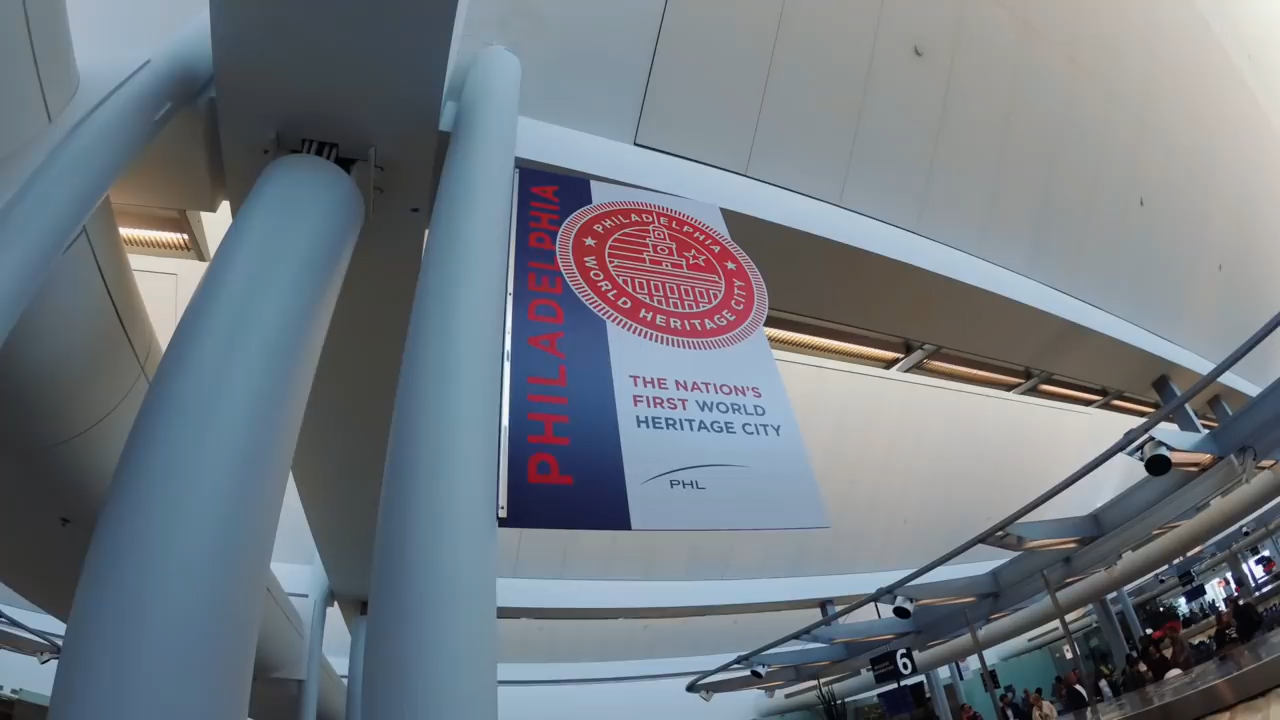 PHILADELPHIA
PHILADELPHIA
WORLD HERITAGE CITY
THE NATION'S
FIRST WORLD
HERITAGE CITY
PHL
6